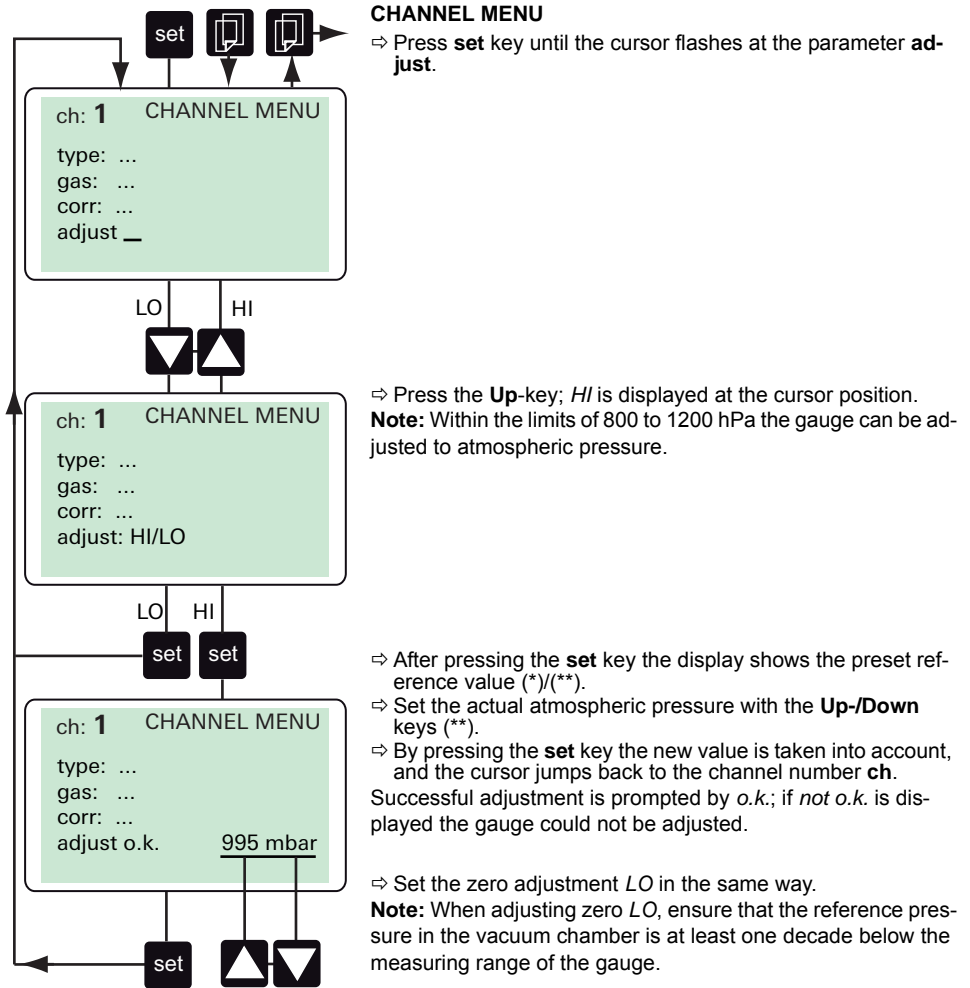 set
ch: 1 CHANNEL MENU
type: ...
gas: ...
corr: ...
adjust _
LO HI
ch: 1 CHANNEL MENU
type: ...
gas: ...
corr: ...
adjust: HI/LO
LO HI
set set
ch: 1 CHANNEL MENU
type: ...
gas: ...
corr: ...
adjust o.k. 995 mbar
set
CHANNEL MENU
⇨ Press set key until the cursor flashes at the parameter ad-
just.
⇨ Press the Up-key; HI is displayed at the cursor position.
Note: Within the limits of 800 to 1200 hPa the gauge can be ad-
justed to atmospheric pressure.
⇨ After pressing the set key the display shows the preset ref-
erence value (*)/(**).
⇨ Set the actual atmospheric pressure with the Up-/Down
keys (**).
⇨ By pressing the set key the new value is taken into account,
and the cursor jumps back to the channel number ch.
Successful adjustment is prompted by o.k.; if not o.k. is dis-
played the gauge could not be adjusted.
⇨ Set the zero adjustment LO in the same way.
Note: When adjusting zero LO, ensure that the reference pres-
sure in the vacuum chamber is at least one decade below the
measuring range of the gauge.